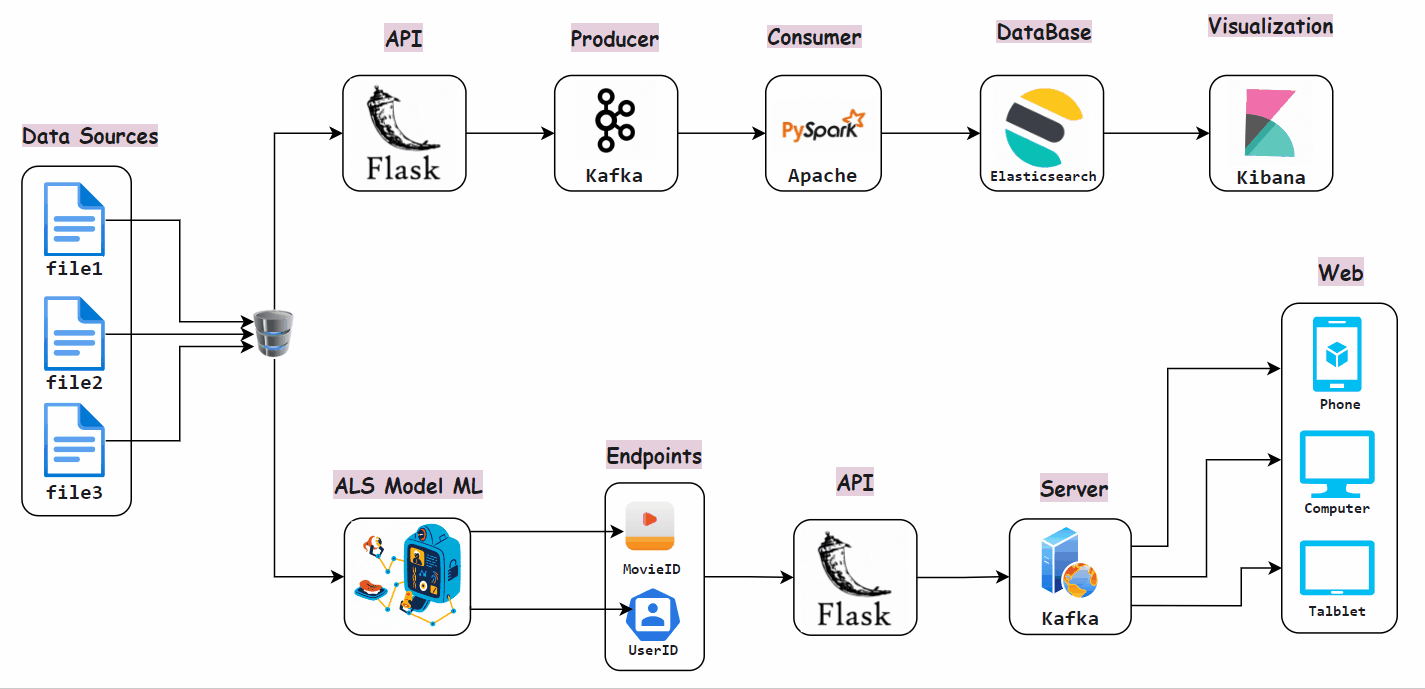 API
Producer
Consumer
DataBase
Visualization
Flask
Kafka
PySpark
Apache
Elasticsearch
Kibana
Data Sources
file1
file2
file3
Web
Phone
Computer
Talblet
ALS Model ML
Endpoints
MovieID
UserID
API
Flask
Server
Kafka